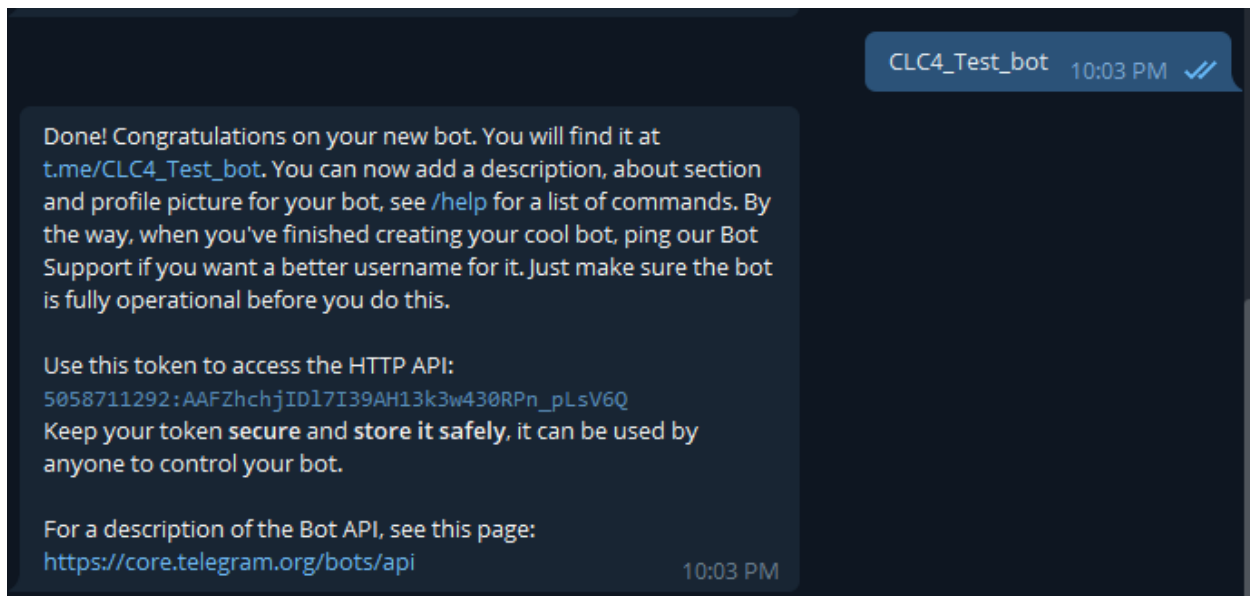 CLC4_Test_bot 10:03 PM
Done! Congratulations on your new bot. You will find it at
t.me/CLC4_Test_bot. You can now add a description, about section
and profile picture for your bot, see /help for a list of commands. By
the way, when you've finished creating your cool bot, ping our Bot
Support if you want a better username for it. Just make sure the bot
is fully operational before you do this.
Use this token to access the HTTP API:
5058711292:AAFZhchjIDl7I39AH13k3w430RPn_pLsV6Q
Keep your token secure and store it safely, it can be used by
anyone to control your bot.
For a description of the Bot API, see this page:
https://core.telegram.org/bots/api 10:03 PM